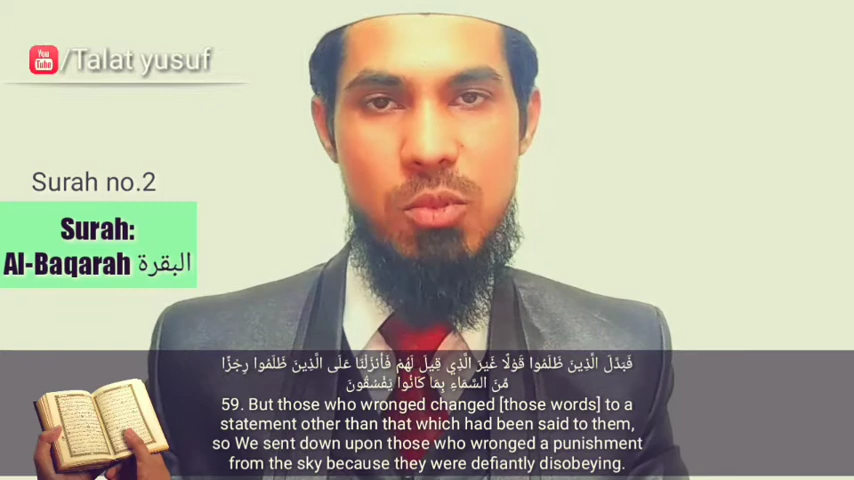 You Tube /Talat yusuf
Surah no.2
Surah:
Al-Baqarah البقرة
فَبَدَّلَ الَّذِينَ ظَلَمُوا قَوْلًا غَيْرَ الَّذِي قِيلَ لَهُمْ فَأَنْزَلْنَا عَلَى الَّذِينَ ظَلَمُوا رِجْزًا
مِّنَ السَّمَاءِ بِمَا كَانُوا يَفْسُقُونَ
59. But those who wronged changed [those words] to a
statement other than that which had been said to them,
so We sent down upon those who wronged a punishment
from the sky because they were defiantly disobeying.